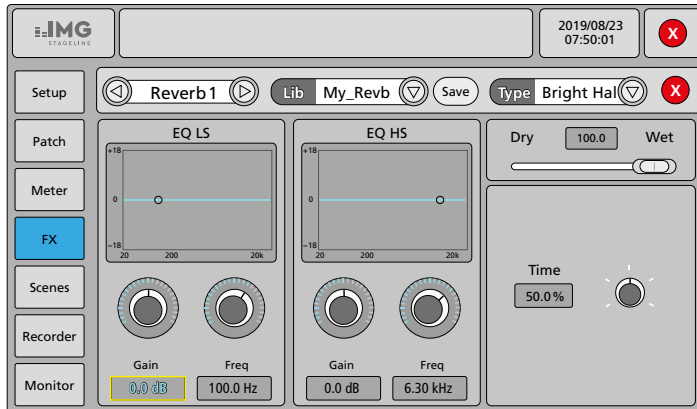 IMG
STAGELINE
2019/08/23
07:50:01
X
Setup
Patch
Meter
FX
Scenes
Recorder
Monitor
Reverb 1
Lib My_Revb
Save
Type Bright Hal
X
EQ LS
+18
0
−18
20 200 20k
Gain Freq
0.0 dB 100.0 Hz
EQ HS
+18
0
−18
20 200 20k
Gain Freq
0.0 dB 6.30 kHz
Dry 100.0 Wet
Time
50.0 %